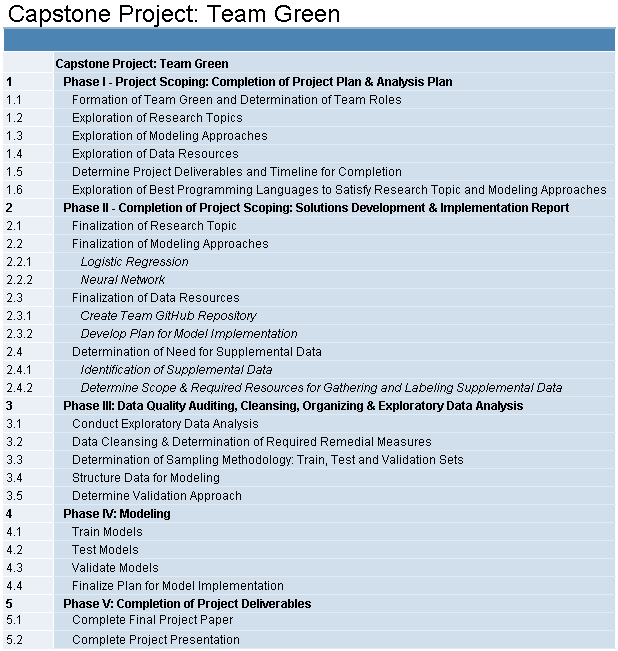 Capstone Project: Team Green
Capstone Project: Team Green
1 Phase I - Project Scoping: Completion of Project Plan & Analysis Plan
1.1 Formation of Team Green and Determination of Team Roles
1.2 Exploration of Research Topics
1.3 Exploration of Modeling Approaches
1.4 Exploration of Data Resources
1.5 Determine Project Deliverables and Timeline for Completion
1.6 Exploration of Best Programming Languages to Satisfy Research Topic and Modeling Approaches
2 Phase II - Completion of Project Scoping: Solutions Development & Implementation Report
2.1 Finalization of Research Topic
2.2 Finalization of Modeling Approaches
2.2.1 Logistic Regression
2.2.2 Neural Network
2.3 Finalization of Data Resources
2.3.1 Create Team GitHub Repository
2.3.2 Develop Plan for Model Implementation
2.4 Determination of Need for Supplemental Data
2.4.1 Identification of Supplemental Data
2.4.2 Determine Scope & Required Resources for Gathering and Labeling Supplemental Data
3 Phase III: Data Quality Auditing, Cleansing, Organizing & Exploratory Data Analysis
3.1 Conduct Exploratory Data Analysis
3.2 Data Cleansing & Determination of Required Remedial Measures
3.3 Determination of Sampling Methodology: Train, Test and Validation Sets
3.4 Structure Data for Modeling
3.5 Determine Validation Approach
4 Phase IV: Modeling
4.1 Train Models
4.2 Test Models
4.3 Validate Models
4.4 Finalize Plan for Model Implementation
5 Phase V: Completion of Project Deliverables
5.1 Complete Final Project Paper
5.2 Complete Project Presentation